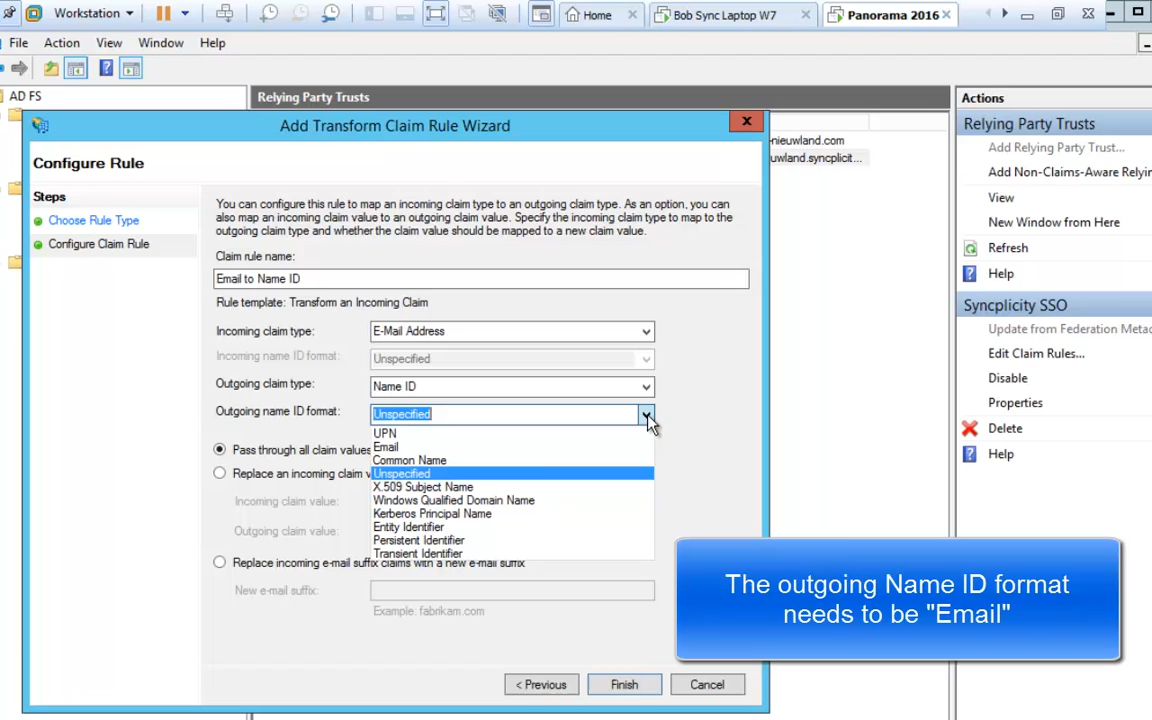 Workstation
Home
Bob Sync Laptop W7
Panorama 2016
File
Action
View
Window
Help
AD FS
Relying Party Trusts
Actions
Add Transform Claim Rule Wizard
Relying Party Trusts
-nieuwland.com
Add Relying Party Trust...
uwland.syncplicit...
Configure Rule
Add Non-Claims-Aware Relyin
Steps
View
You can configure this rule to map an incoming claim type to an outgoing claim type. As an option, you can
also map an incoming claim value to an outgoing claim value. Specify the incoming claim type to map to the
outgoing claim type and whether the claim value should be mapped to a new claim value.
Choose Rule Type
New Window from Here
Configure Claim Rule
Refresh
Claim rule name:
Help
Email to Name ID
Rule template: Transform an Incoming Claim
Syncplicity SSO
Incoming claim type:
E-Mail Address
Update from Federation Metad
Incoming name ID format:
Unspecified
Edit Claim Rules...
Outgoing claim type:
Name ID
Disable
Outgoing name ID format:
Unspecified
Properties
UPN
Email
Common Name
Unspecified
X.509 Subject Name
Windows Qualified Domain Name
Kerberos Principal Name
Entity Identifier
Persistent Identifier
Transient Identifier
Delete
Help
Pass through all claim values
Replace an incoming claim v
Incoming claim value:
Outgoing claim value:
Replace incoming e-mail suffix claims with a new e-mail suffix
New e-mail suffix:
Example: fabrikam.com
The outgoing Name ID format
needs to be "Email"
< Previous
Finish
Cancel